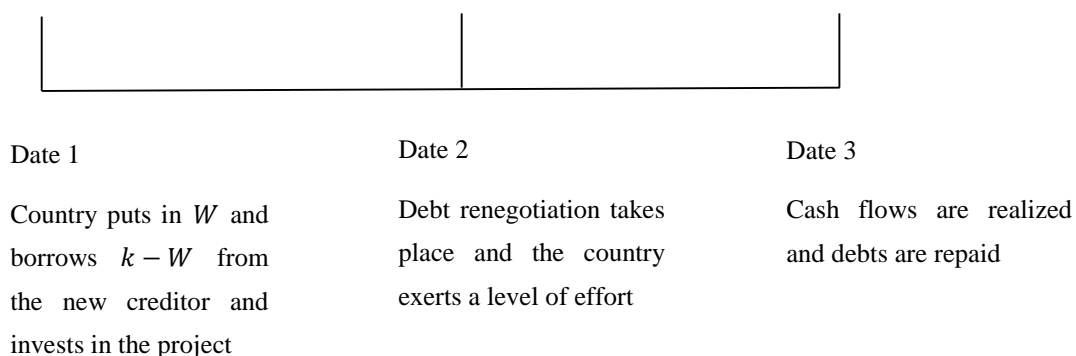 Date 1
Country puts in W and
borrows k − W from
the new creditor and
invests in the project
Date 2
Debt renegotiation takes
place and the country
exerts a level of effort
Date 3
Cash flows are realized
and debts are repaid